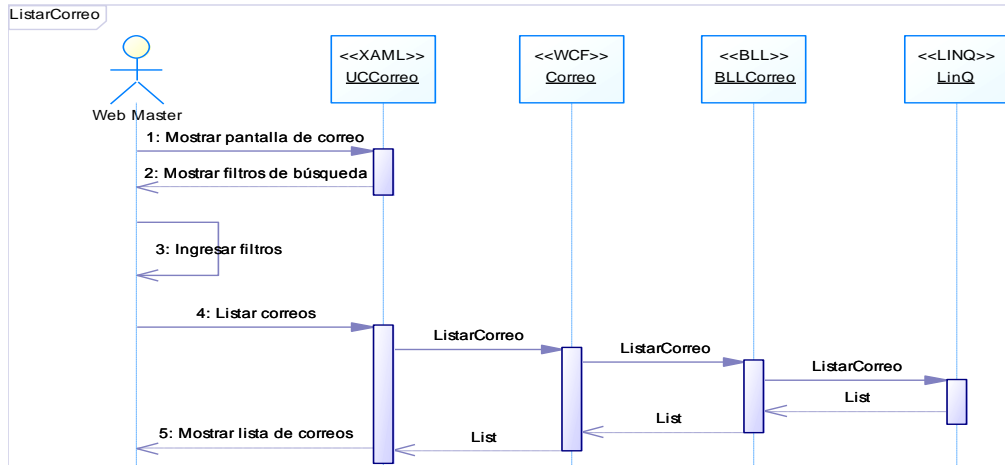 ListarCorreo
<<XAML>>
UCCorreo
<<WCF>>
Correo
<<BLL>>
BLLCorreo
<<LINQ>>
LinQ
Web Master
1: Mostrar pantalla de correo
2: Mostrar filtros de búsqueda
3: Ingresar filtros
4: Listar correos
ListarCorreo
ListarCorreo
ListarCorreo
List
List
List
5: Mostrar lista de correos